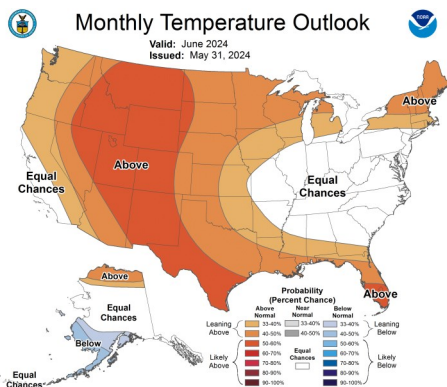 Monthly Temperature Outlook
Valid: June 2024
Issued: May 31, 2024
NOAA
Above
Equal
Chances
Above
Equal
Chances
Above
Above
Equal
Chances
Below
Equal
Chances
Probability
(Percent Chance)
Above
Normal
Near
Normal
Below
Normal
Leaning
Above
33-40%
40-50%
33-40%
40-50%
33-40%
40-50%
Leaning
Below
Likely
Above
50-60%
60-70%
70-80%
80-90%
90-100%
Equal
Chances
50-60%
60-70%
70-80%
80-90%
90-100%
Likely
Below